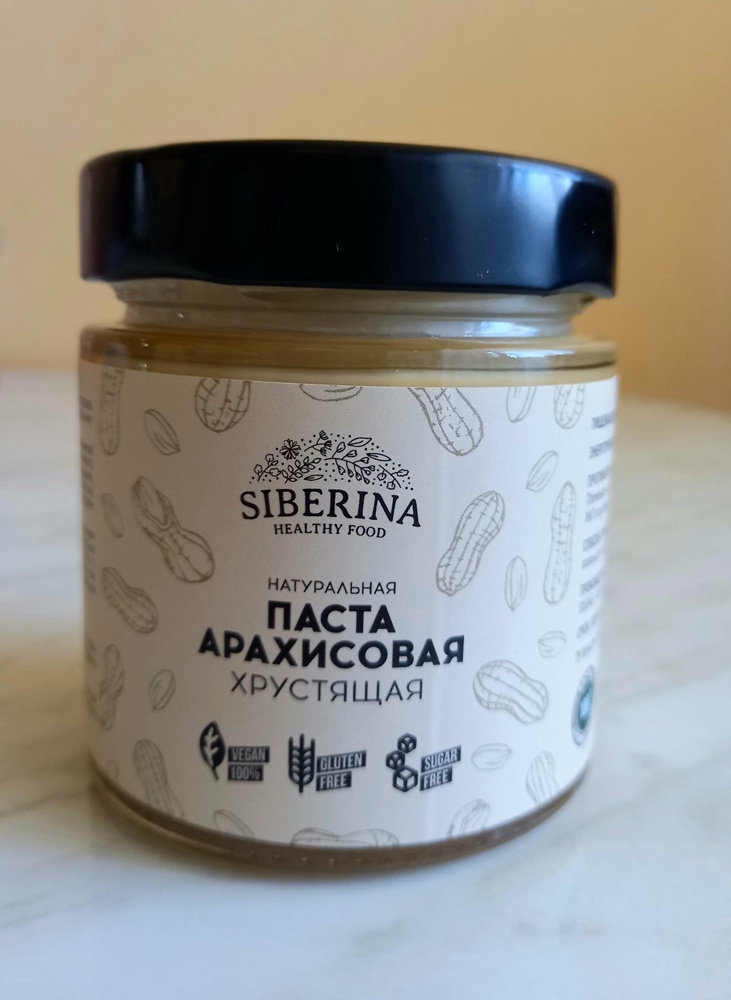 SIBERINA
HEALTHY FOOD
НАТУРАЛЬНАЯ
ПАСТА
АРАХИСОВАЯ
ХРУСТЯЩАЯ
VEGAN
100%
GLUTEN
FREE
SUGAR
FREE